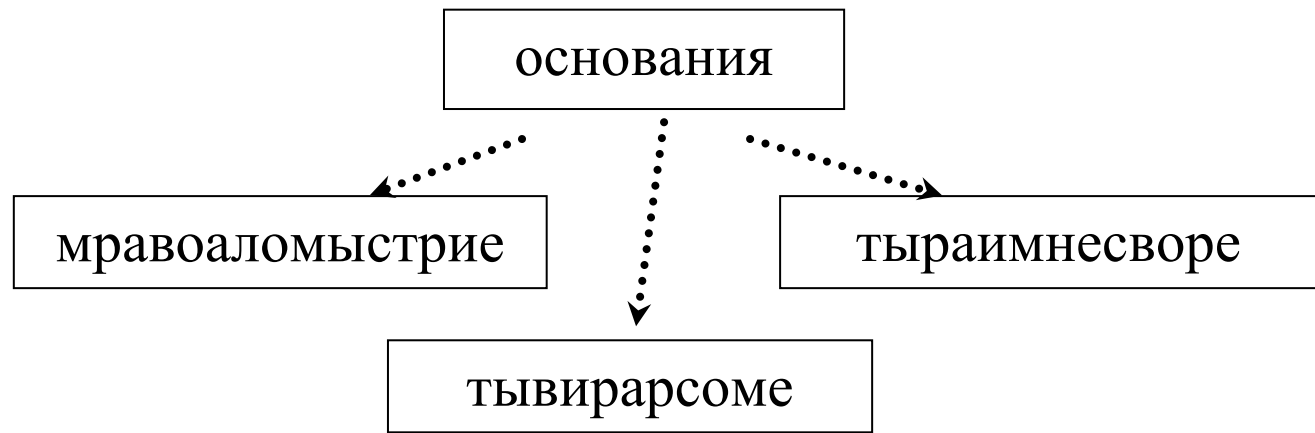 основания
мравоаломыстрие
тыраимнесворе
тывирарсоме